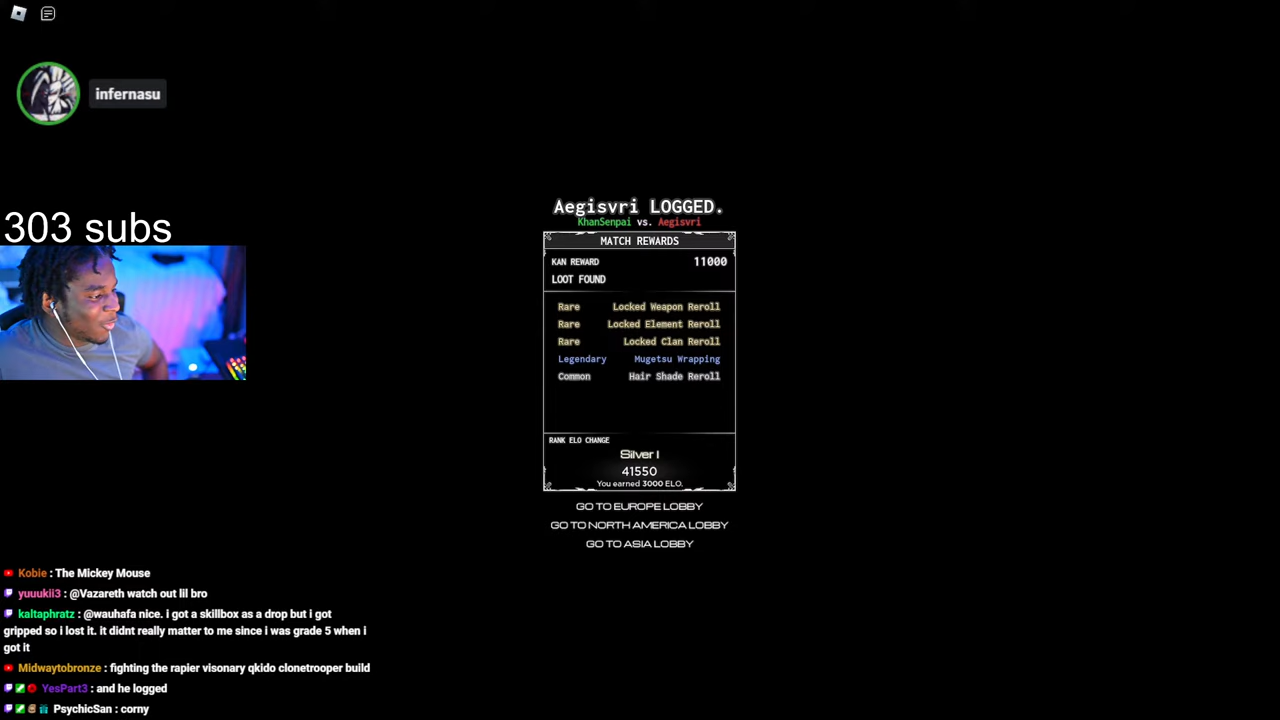 infernasu
303 subs
Aegisvri LOGGED.
KhanSenpai vs. Aegisvri
MATCH REWARDS
KAN REWARD 11000
LOOT FOUND
Rare Locked Weapon Reroll
Rare Locked Element Reroll
Rare Locked Clan Reroll
Legendary Mugetsu Wrapping
Common Hair Shade Reroll
RANK ELO CHANGE
Silver I
41550
You earned 3000 ELO.
GO TO EUROPE LOBBY
GO TO NORTH AMERICA LOBBY
GO TO ASIA LOBBY
Kobie : The Mickey Mouse
yuuukii3 : @Vazareth watch out lil bro
kaltaphratz : @wauhafa nice. i got a skillbox as a drop but i got
gripped so i lost it. it didnt really matter to me since i was grade 5 when i
got it
Midwaytobronze : fighting the rapier visonary qkido clonetrooper build
YesPart3 : and he logged
PsychicSan : corny